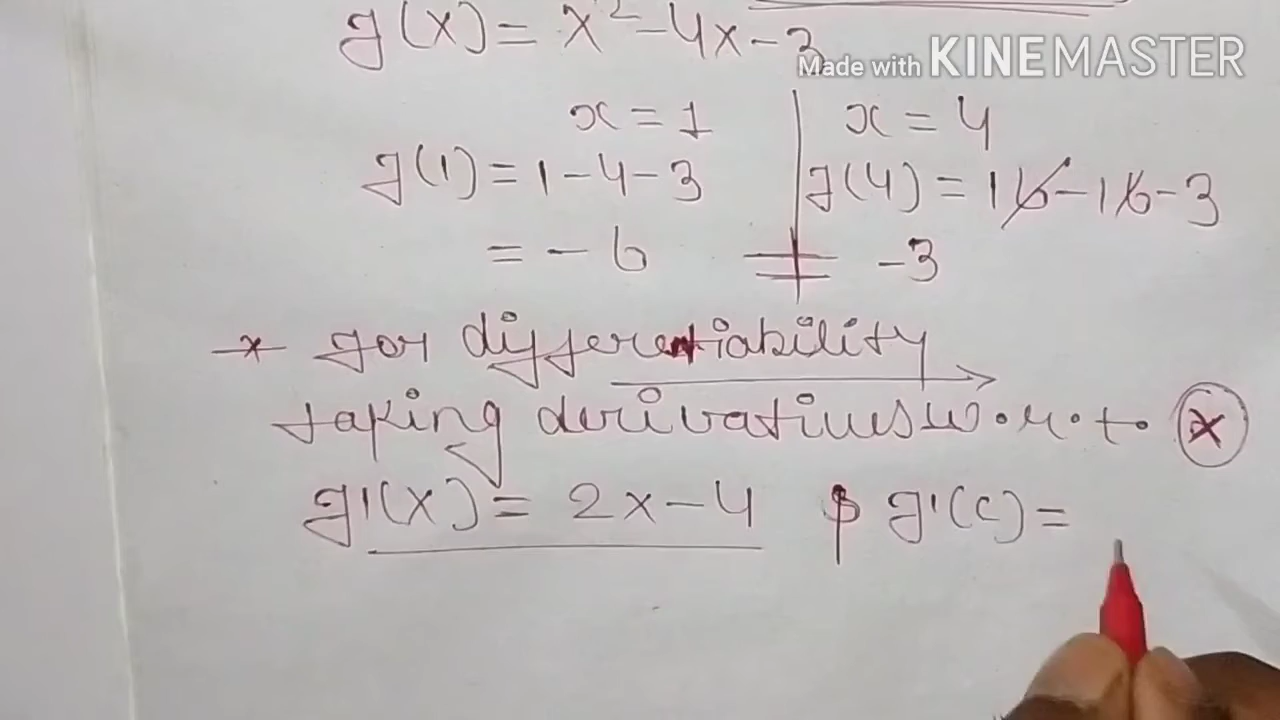 f(x) = x² - 4x - 3
Made with KINEMASTER
x = 1 | x = 4
f(1) = 1 - 4 - 3 | f(4) = 16 - 16 - 3
= - 6 ≠ - 3
* for differentiability
taking derivatives w.r.t. x
f'(x) = 2x - 4 $ f'(c) =